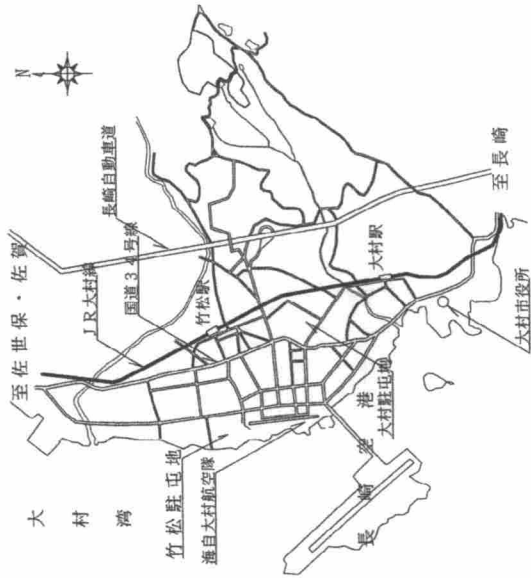 N
至佐世保・佐賀
JR大村線
国道34号線
長崎自動車道
竹松駅
大村湾
竹松駐屯地
海自大村航空隊
大村駅
至長崎
長崎空港
大村駐屯地
大村市役所